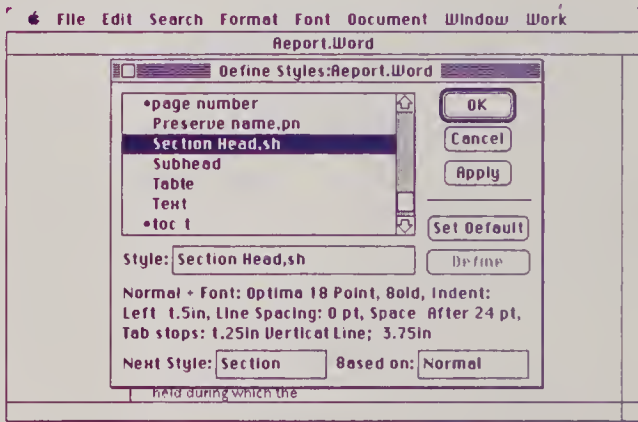 File Edit Search Format Font Document Window Work
Report.Word
Define Styles:Report.Word
•page number
Preserve name,pn
Section Head,sh
Subhead
Table
Text
•toc 1
OK
Cancel
Apply
Set Default
Define
Style: Section Head,sh
Normal + Font: Optima 18 Point, Bold, Indent:
Left 1.5in, Line Spacing: 0 pt, Space After 24 pt,
Tab stops: 1.25in Vertical Line; 3.75in
Next Style: Section
Based on: Normal
held during which the